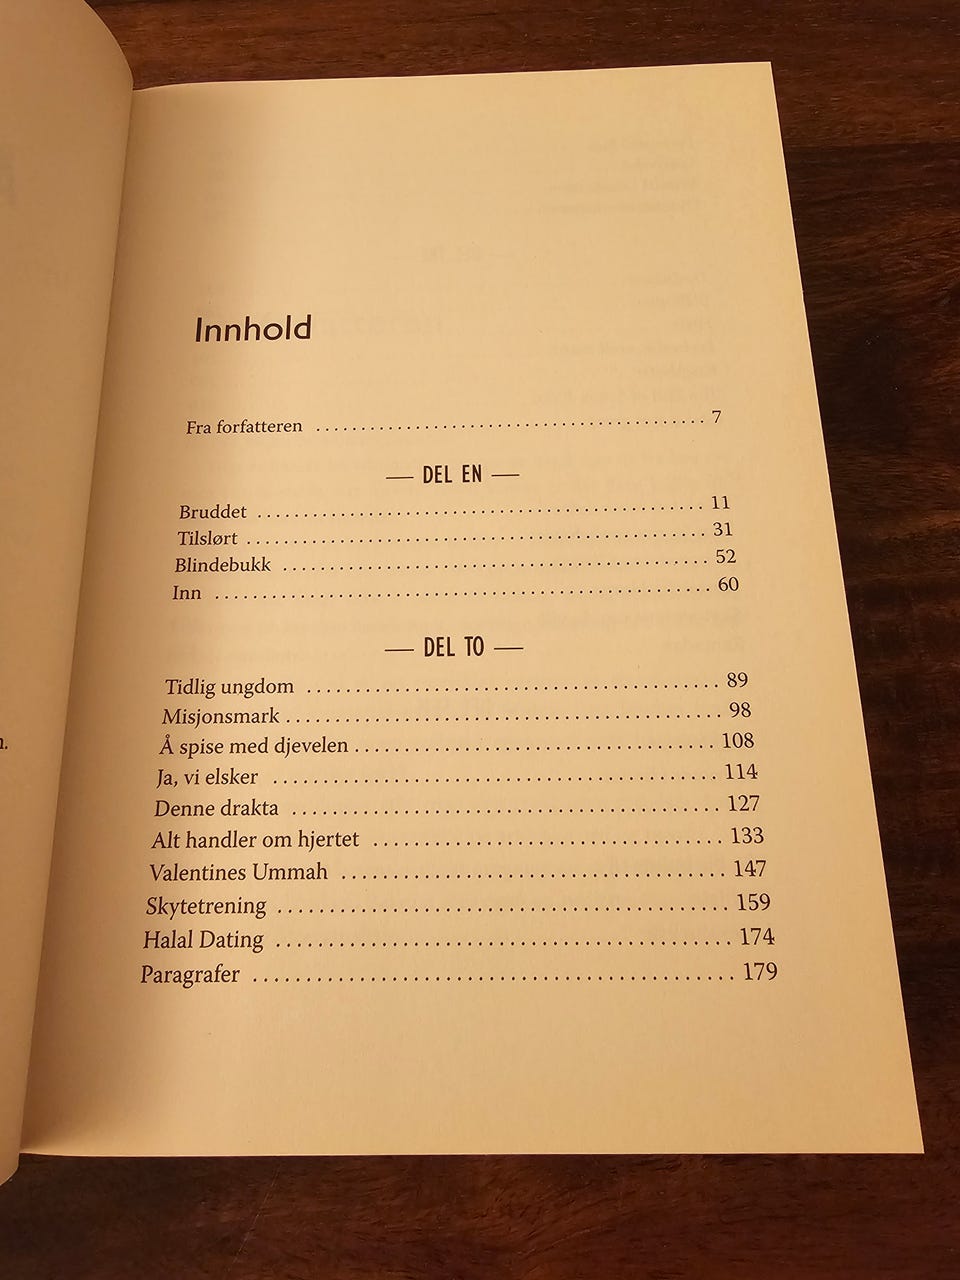 Innhold
Fra forfatteren ........................................ 7
— DEL EN —
Bruddet ........................................ 11
Tilslørt ........................................ 31
Blindebukk ........................................ 52
Inn ........................................ 60
— DEL TO —
Tidlig ungdom ........................................ 89
Misjonsmark ........................................ 98
Å spise med djevelen ........................................ 108
Ja, vi elsker ........................................ 114
Denne drakta ........................................ 127
Alt handler om hjertet ........................................ 133
Valentines Ummah ........................................ 147
Skytetrening ........................................ 159
Halal Dating ........................................ 174
Paragrafer ........................................ 179